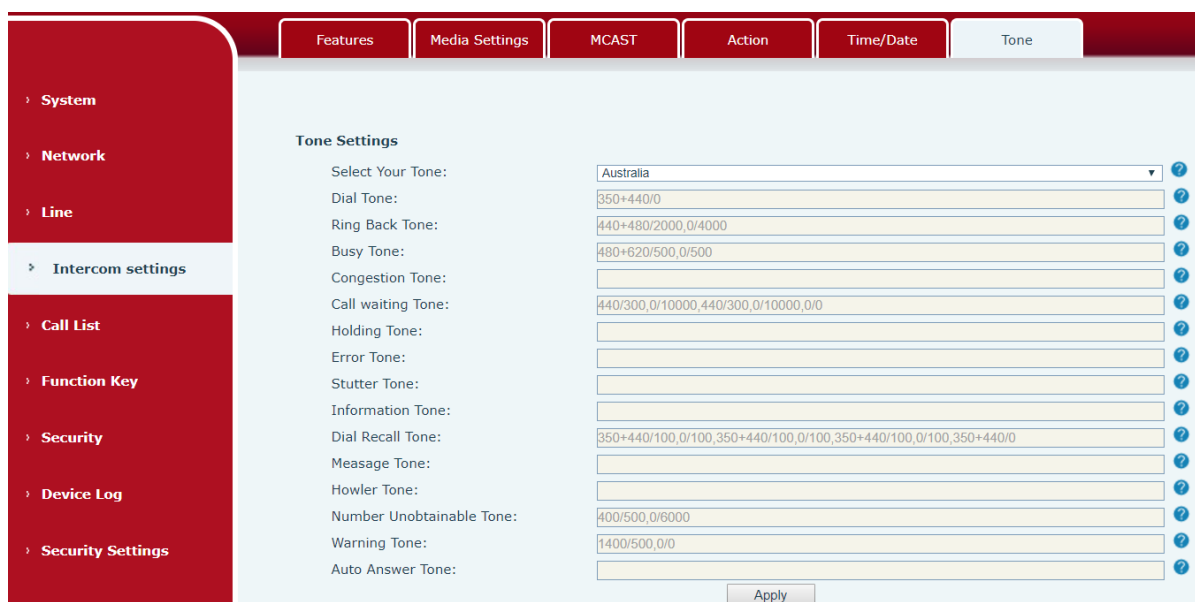 Features Media Settings MCAST Action Time/Date Tone
› System
› Network
› Line
› Intercom settings
› Call List
› Function Key
› Security
› Device Log
› Security Settings
Tone Settings
Select Your Tone: Australia
Dial Tone: 350+440/0
Ring Back Tone: 440+480/2000,0/4000
Busy Tone: 480+620/500,0/500
Congestion Tone:
Call waiting Tone: 440/300,0/10000,440/300,0/10000,0/0
Holding Tone:
Error Tone:
Stutter Tone:
Information Tone:
Dial Recall Tone: 350+440/100,0/100,350+440/100,0/100,350+440/100,0/100,350+440/0
Measage Tone:
Howler Tone:
Number Unobtainable Tone: 400/500,0/6000
Warning Tone: 1400/500,0/0
Auto Answer Tone:
Apply